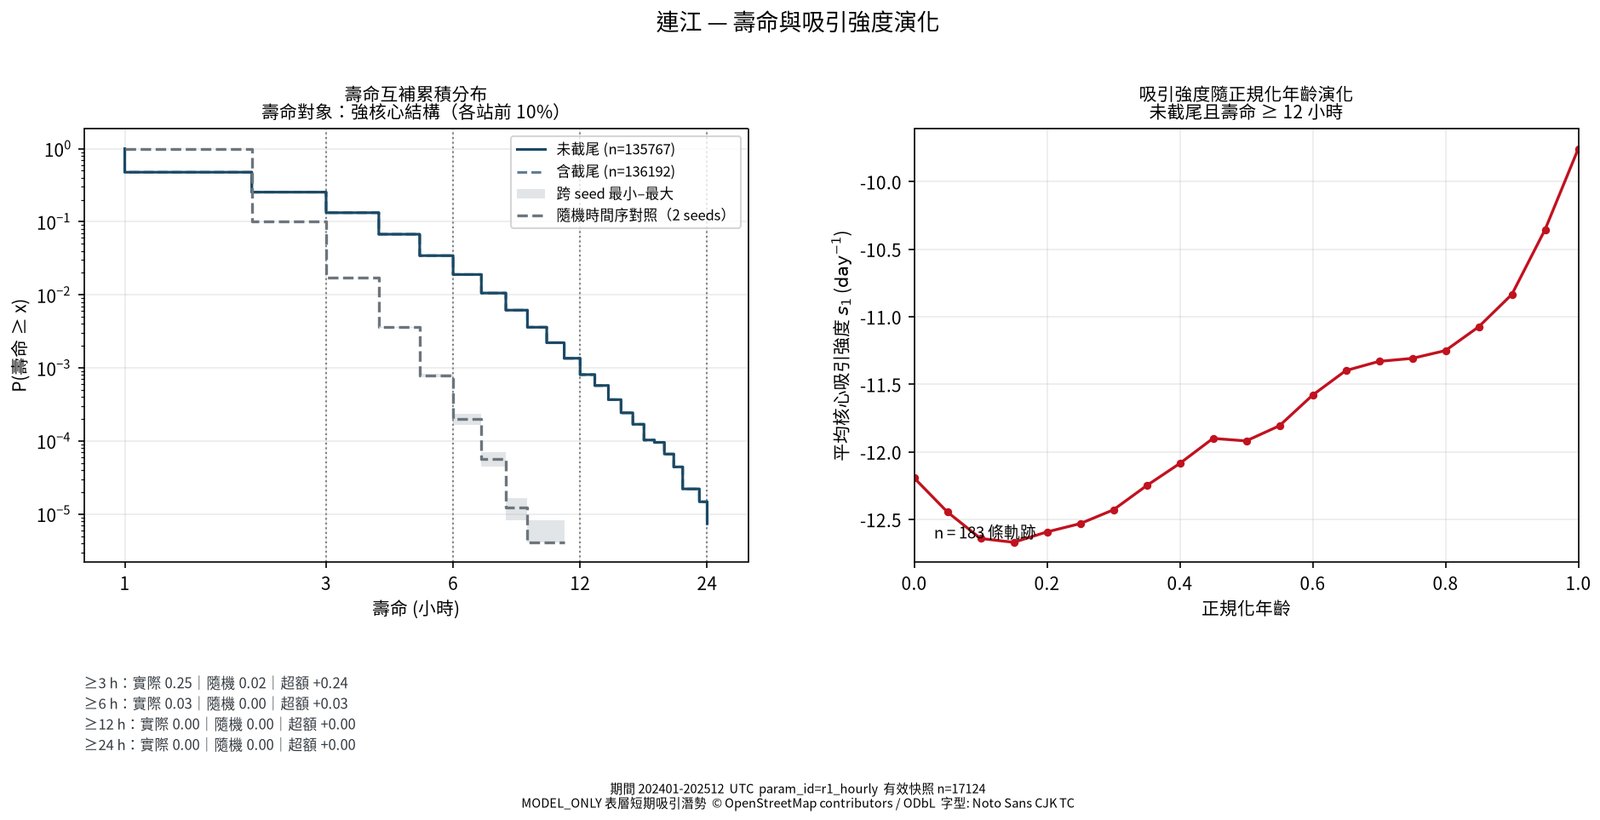 連江 — 壽命與吸引強度演化
壽命互補累積分布
壽命對象：強核心結構（各站前 10%）
未截尾 (n=135767)
含截尾 (n=136192)
跨 seed 最小–最大
隨機時間序對照（2 seeds）
P(壽命 ≥ x)
10⁰
10⁻¹
10⁻²
10⁻³
10⁻⁴
10⁻⁵
1
3
6
12
24
壽命 (小時)
吸引強度隨正規化年齡演化
未截尾且壽命 ≥ 12 小時
平均核心吸引強度 s₁ (day⁻¹)
-10.0
-10.5
-11.0
-11.5
-12.0
-12.5
n = 183 條軌跡
0.0
0.2
0.4
0.6
0.8
1.0
正規化年齡
≥3 h：實際 0.25｜隨機 0.02｜超額 +0.24
≥6 h：實際 0.03｜隨機 0.00｜超額 +0.03
≥12 h：實際 0.00｜隨機 0.00｜超額 +0.00
≥24 h：實際 0.00｜隨機 0.00｜超額 +0.00
期間 202401-202512 UTC param_id=r1_hourly 有效快照 n=17124
MODEL_ONLY 表層短期吸引潛勢 © OpenStreetMap contributors / ODbL 字型: Noto Sans CJK TC